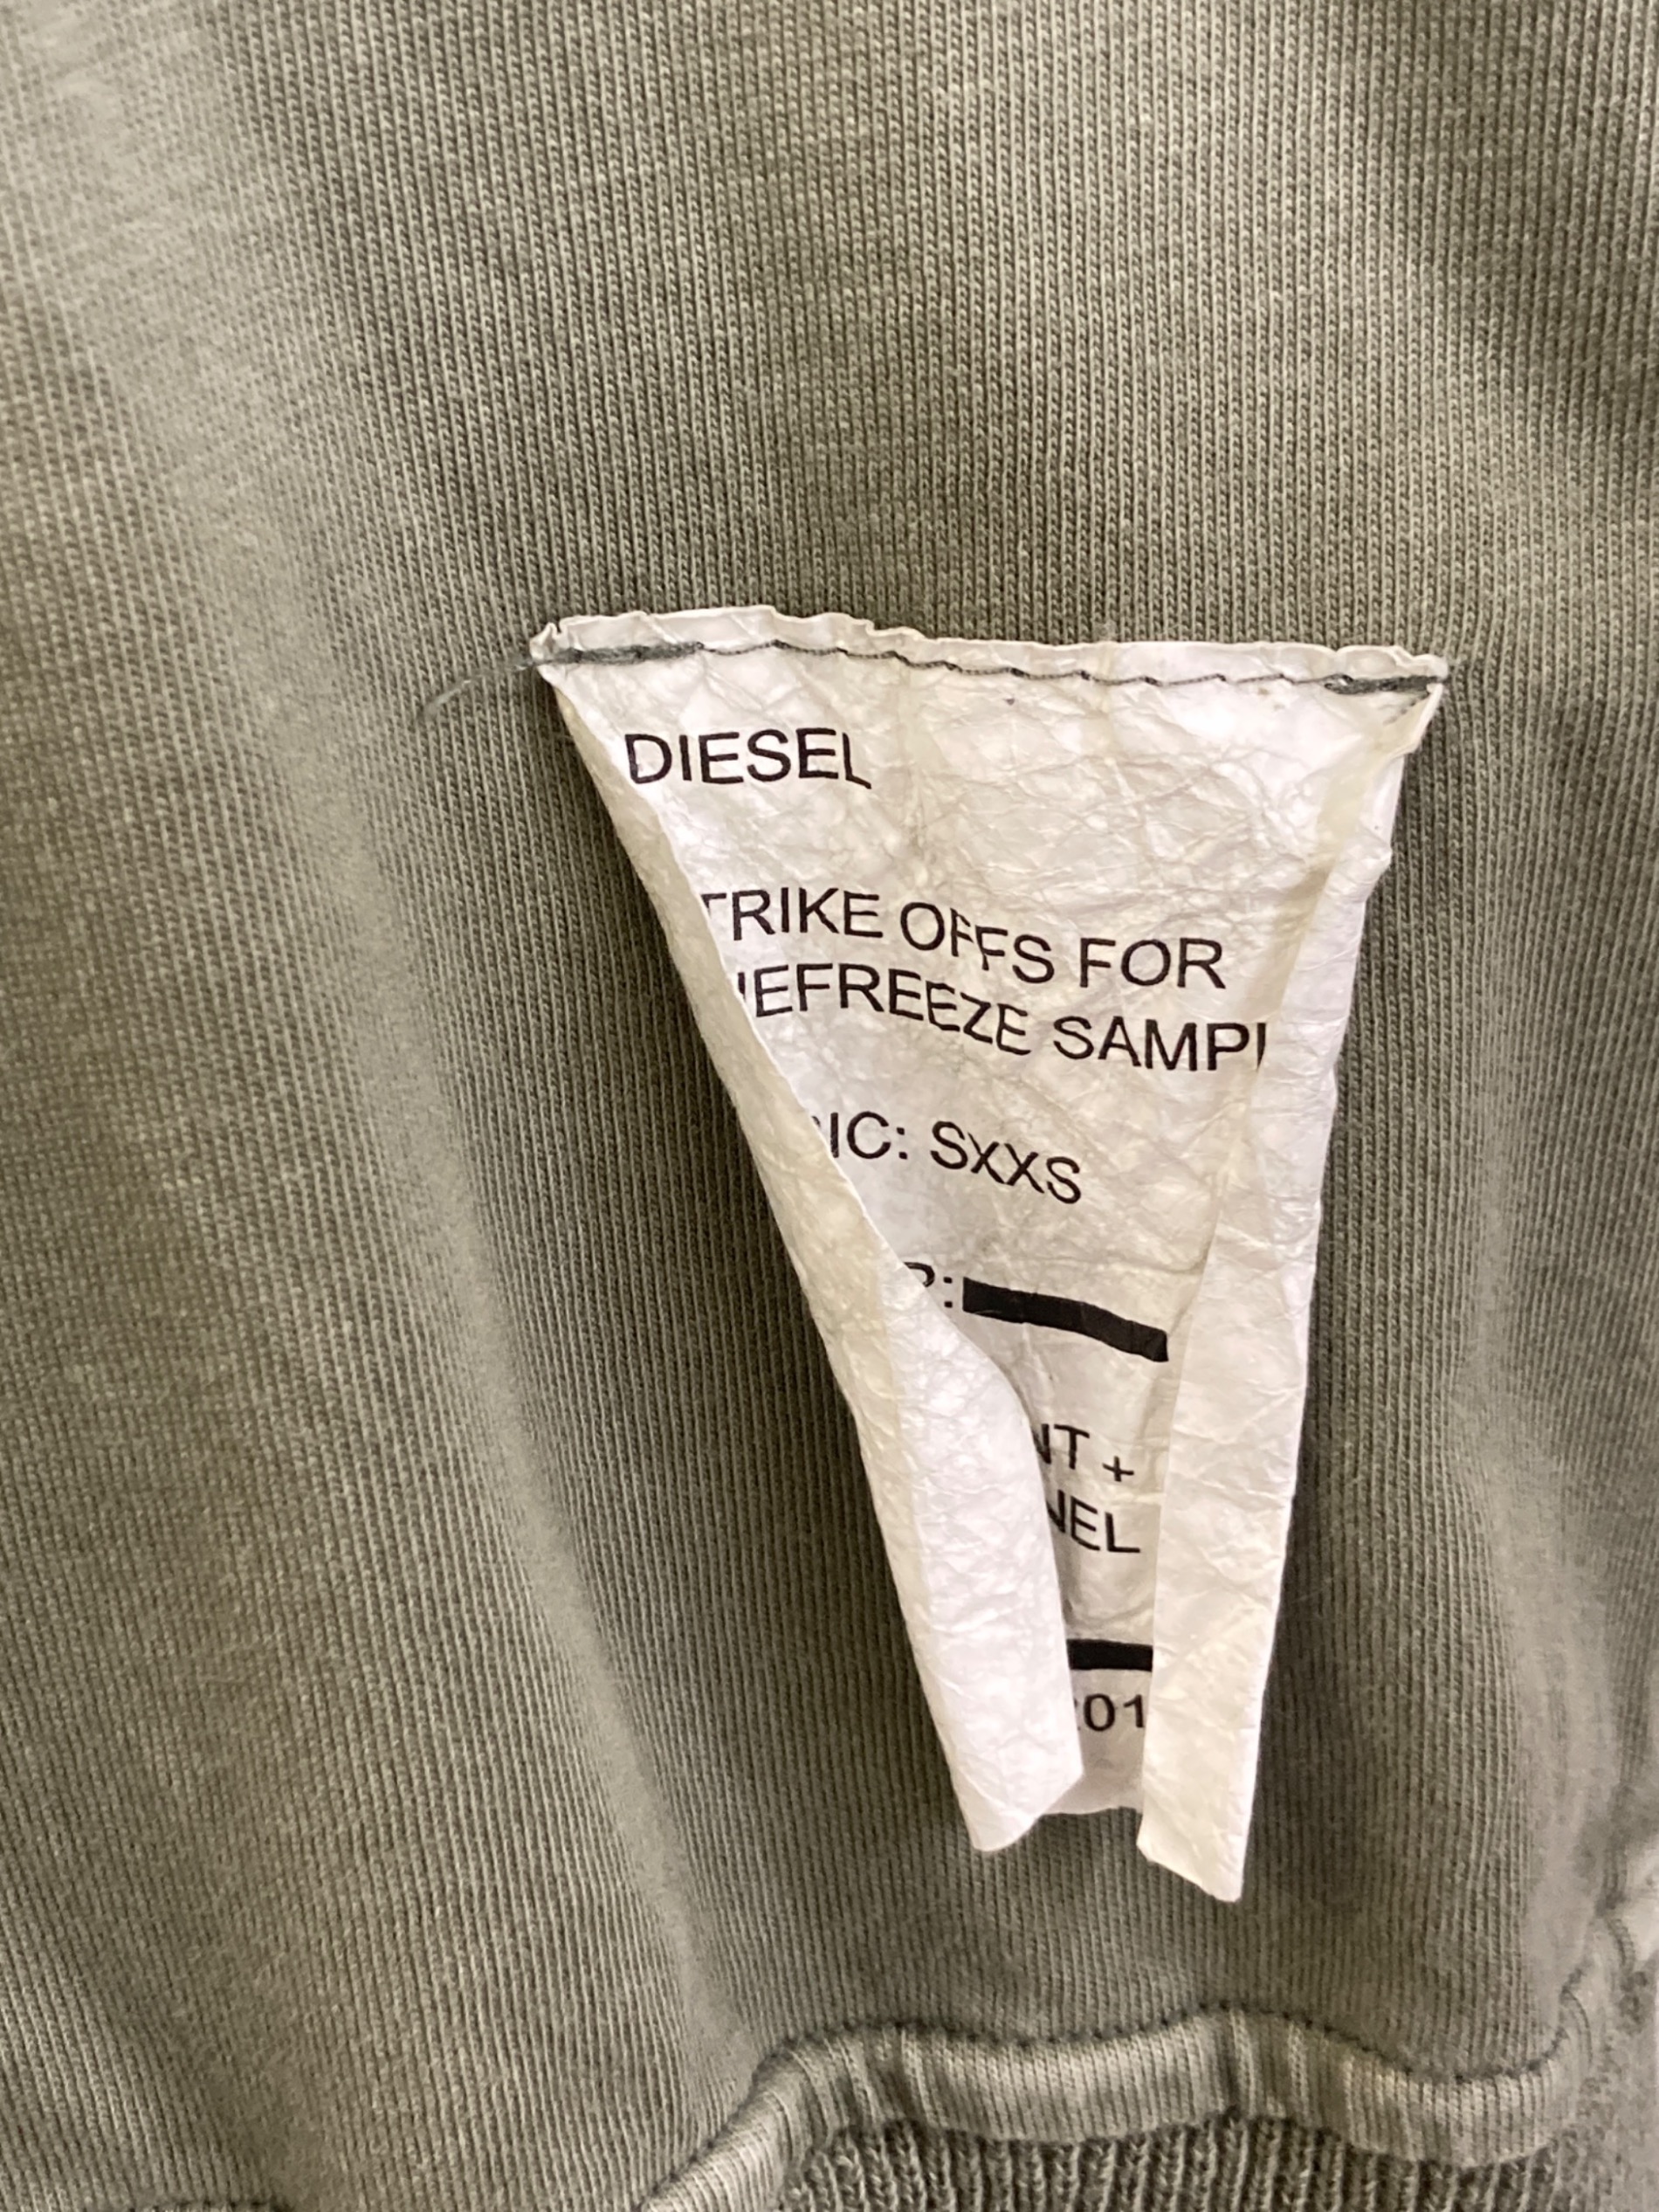 DIESEL
TRIKE OFFS FOR
EFREEZE SAMP
IC: SXXS
NT +
NEL
201